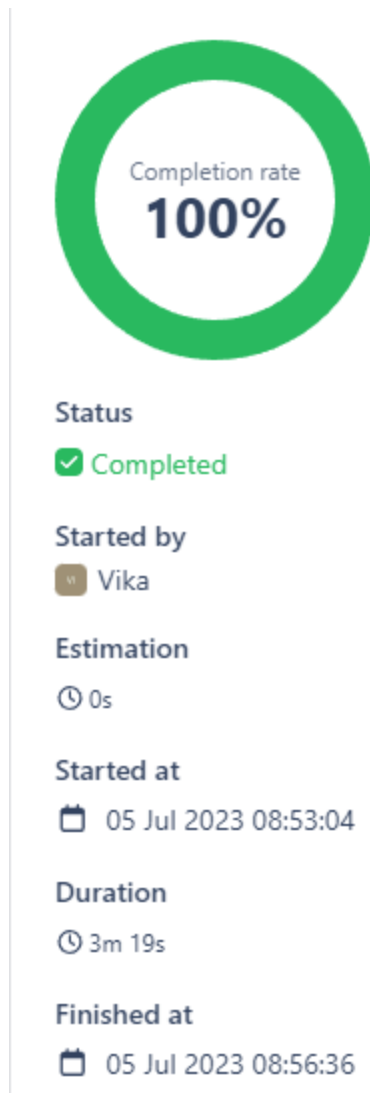 Completion rate
100%
Status
Completed
Started by
Vika
Estimation
0s
Started at
05 Jul 2023 08:53:04
Duration
3m 19s
Finished at
05 Jul 2023 08:56:36